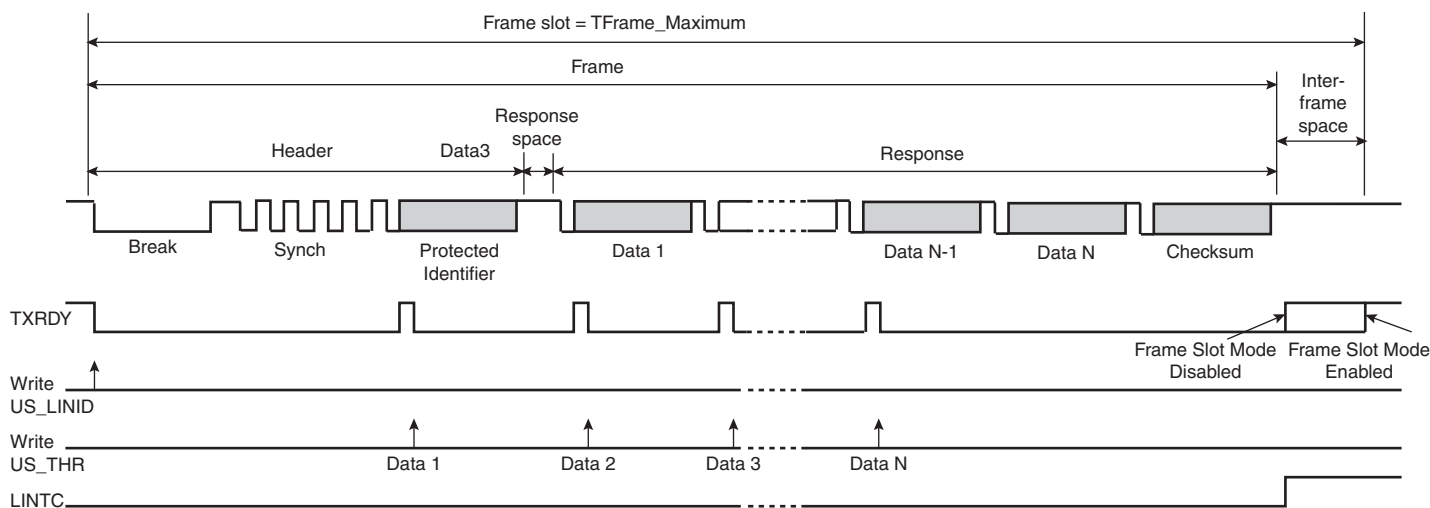 Frame slot = TFrame_Maximum
Frame
Inter-
frame
space
Response
space
Header
Data3
Response
Break
Synch
Protected
Identifier
Data 1
Data N-1
Data N
Checksum
TXRDY
Frame Slot Mode
Disabled
Frame Slot Mode
Enabled
Write
US_LINID
Write
US_THR
Data 1
Data 2
Data 3
Data N
LINTC